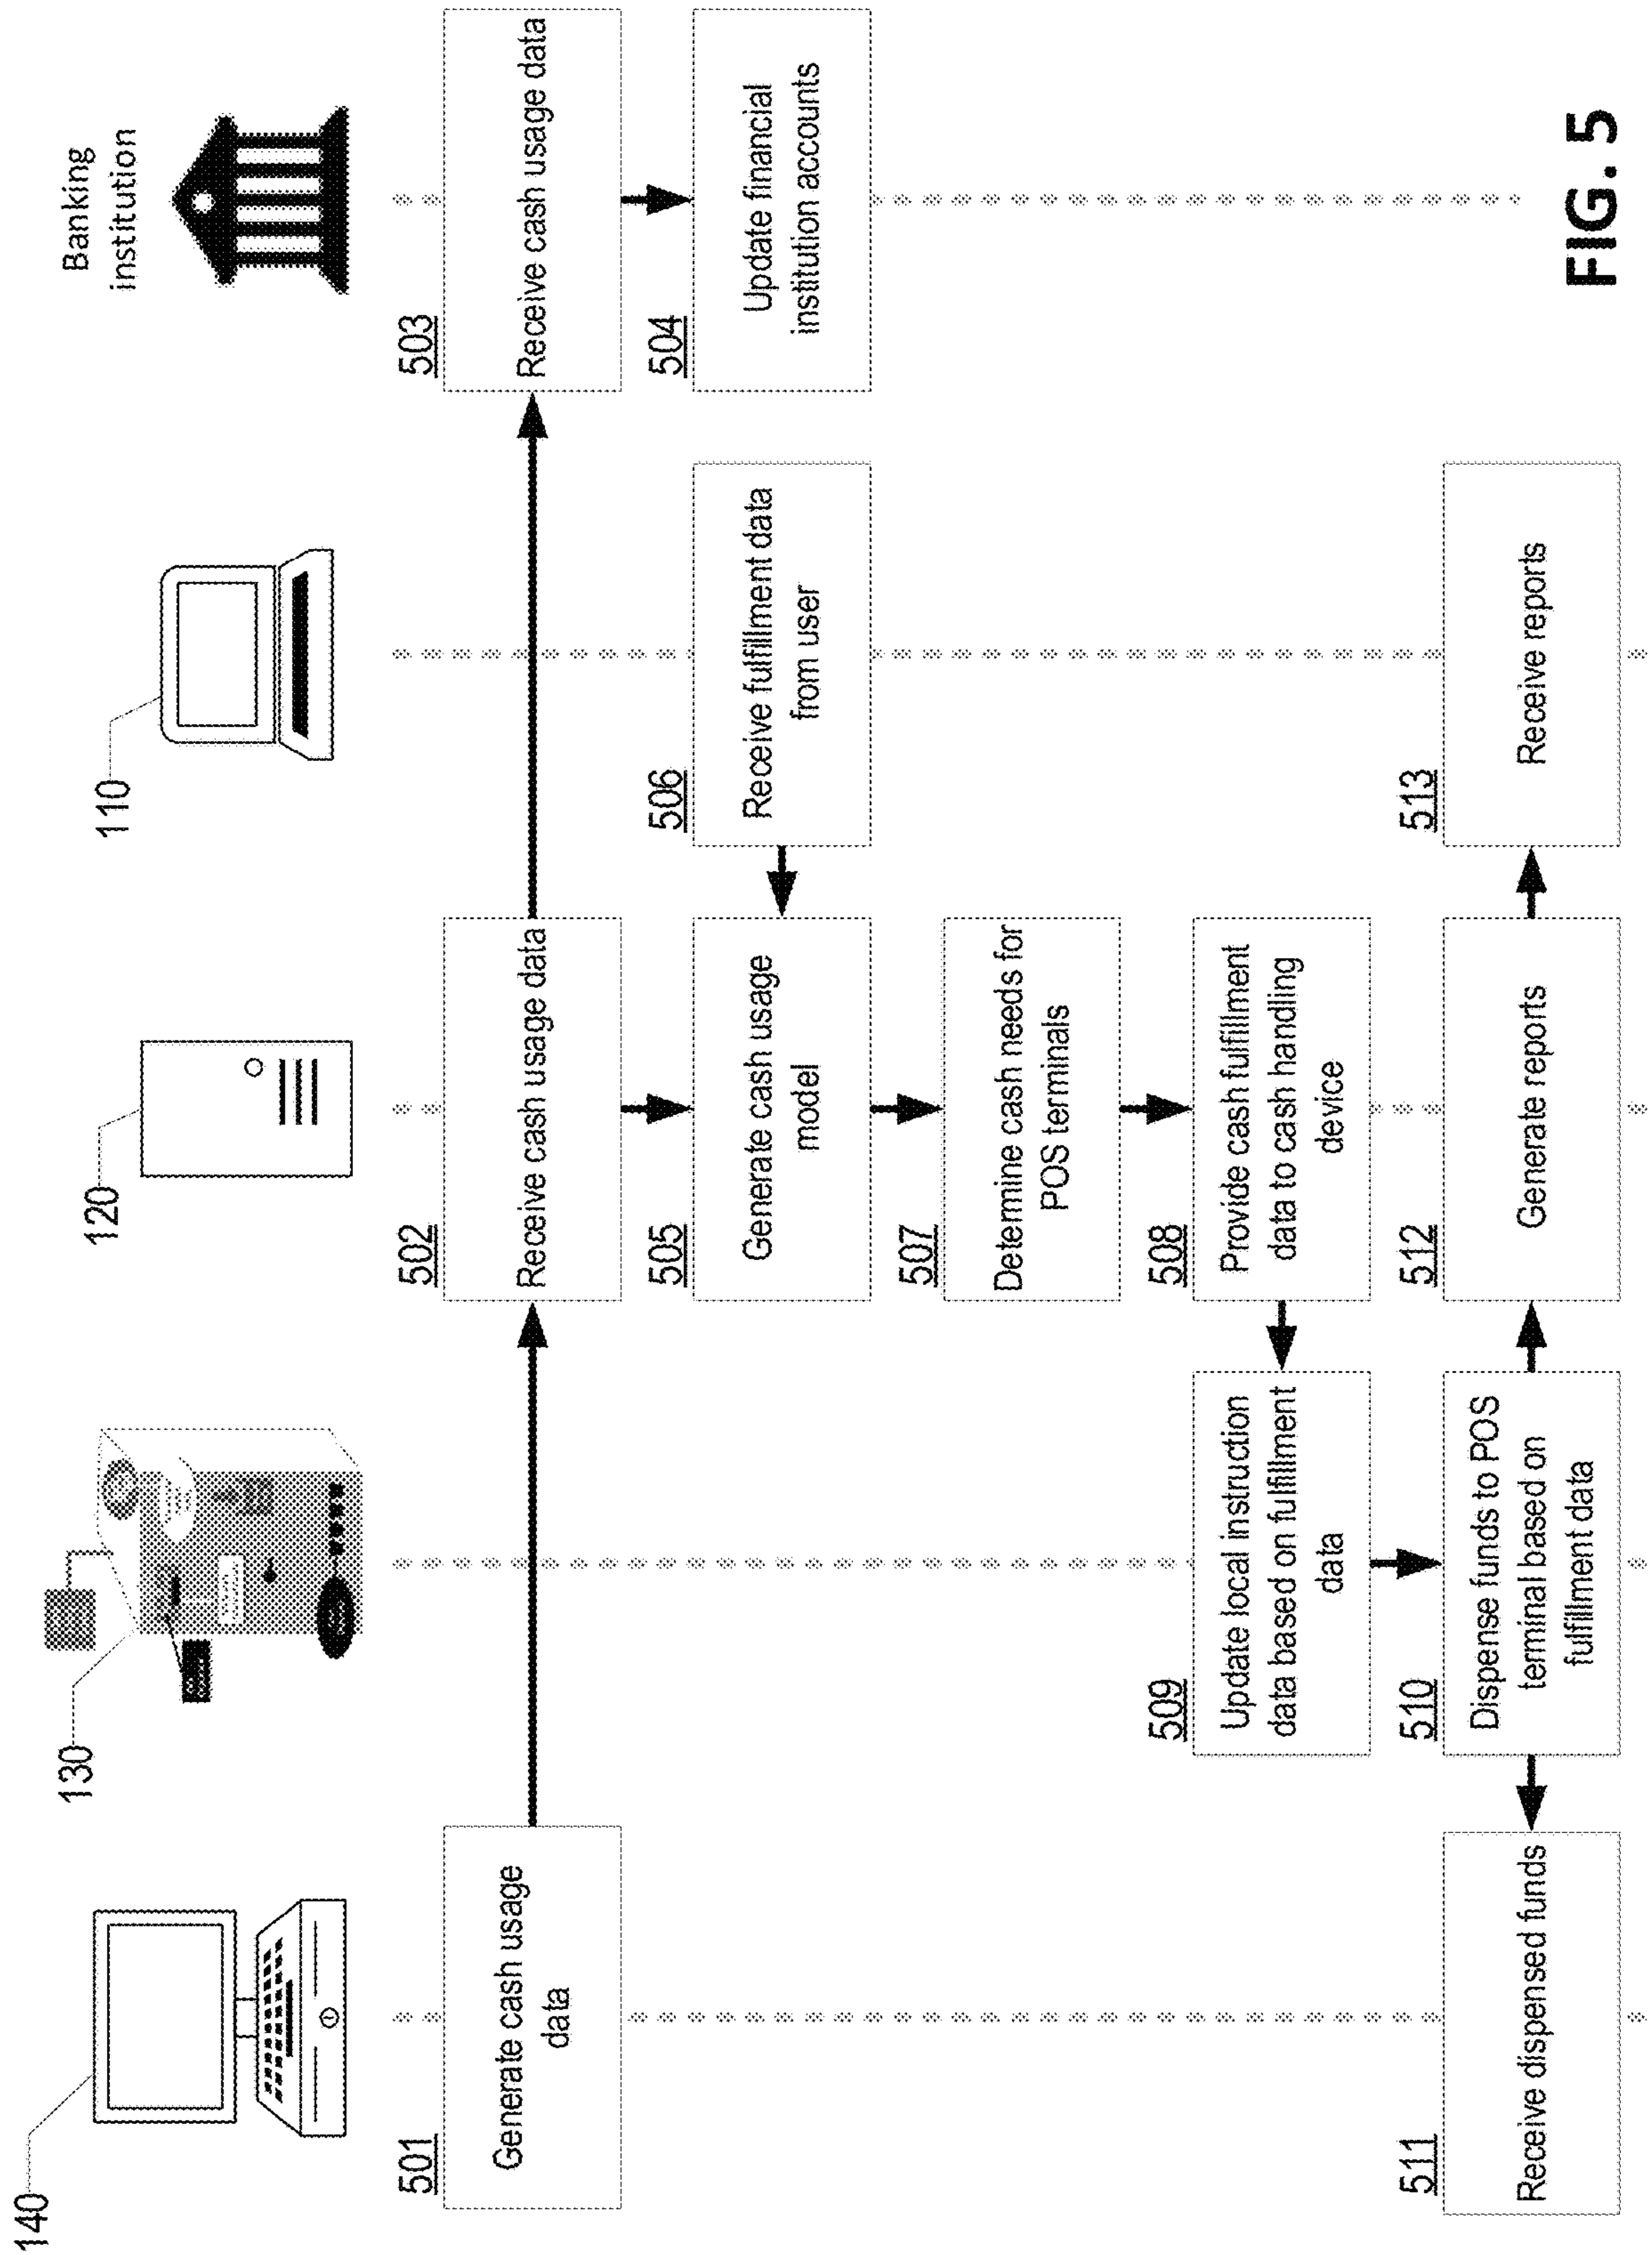 140
130
120
110
Banking
institution
501
Generate cash usage
data
502
Receive cash usage data
503
Receive cash usage data
505
Generate cash usage
model
506
Receive fulfillment data
from user
504
Update financial
institution accounts
507
Determine cash needs for
POS terminals
509
Update local instruction
data based on fulfillment
data
508
Provide cash fulfillment
data to cash handling
device
511
Receive dispensed funds
510
Dispense funds to POS
terminal based on
fulfillment data
512
Generate reports
513
Receive reports
FIG. 5